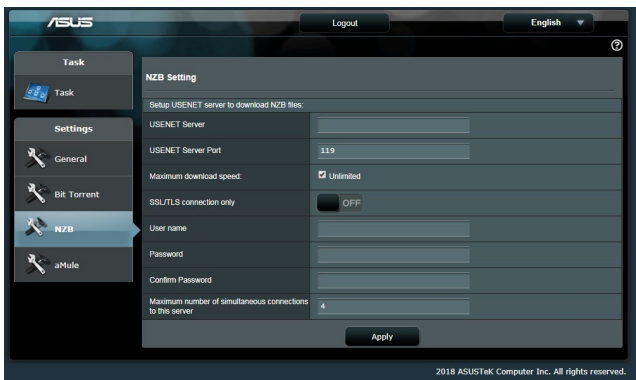 ASUS
Logout
English
?
Task
Task
Settings
General
Bit Torrent
NZB
aMule
NZB Setting
Setup USENET server to download NZB files:
USENET Server
USENET Server Port
119
Maximum download speed:
Unlimited
SSL/TLS connection only
OFF
User name
Password
Confirm Password
Maximum number of simultaneous connections
to this server
4
Apply
2018 ASUSTeK Computer Inc. All rights reserved.